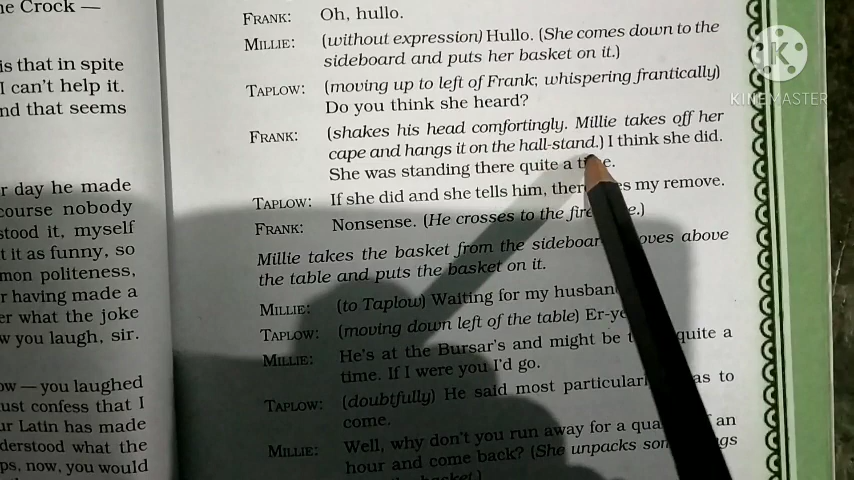 ne Crock —
is that in spite
I can't help it.
nd that seems
r day he made
course nobody
stood it, myself
t it as funny, so
mon politeness,
r having made a
er what the joke
w you laugh, sir.
ow — you laughed
ust confess that I
ur Latin has made
derstood what the
ps, now, you would
FRANK: Oh, hullo.
MILLIE: (without expression) Hullo. (She comes down to the
sideboard and puts her basket on it.)
TAPLOW: (moving up to left of Frank; whispering frantically)
Do you think she heard?
FRANK: (shakes his head comfortingly. Millie takes off her
cape and hangs it on the hall-stand.) I think she did.
She was standing there quite a
TAPLOW: If she did and she tells him, my remove.
FRANK: Nonsense. (He crosses to the
Millie takes the basket from the above
the table and puts the basket on it.
MILLIE: (to Taplow) Waiting for my
TAPLOW: (moving down left of the table)
MILLIE: He's at the Bursar's and might be quite a
time. If I were you I'd go.
TAPLOW: (doubtfully) He said most to
come.
MILLIE: Well, why don't you run away for a an
hour and come back? (She unpacks
KINEMASTER